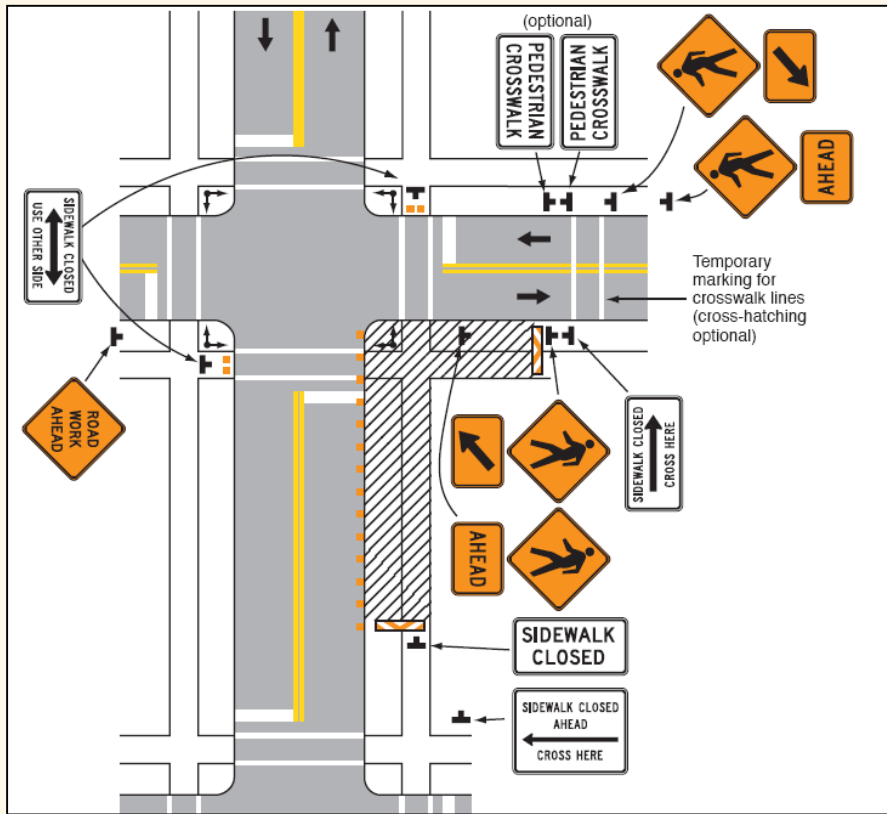 (optional)
PEDESTRIAN
CROSSWALK
PEDESTRIAN
CROSSWALK
AHEAD
SIDEWALK CLOSED
USE OTHER SIDE
Temporary
marking for
crosswalk lines
(cross-hatching
optional)
ROAD
WORK
AHEAD
SIDEWALK CLOSED
CROSS HERE
AHEAD
SIDEWALK
CLOSED
SIDEWALK CLOSED
AHEAD
CROSS HERE